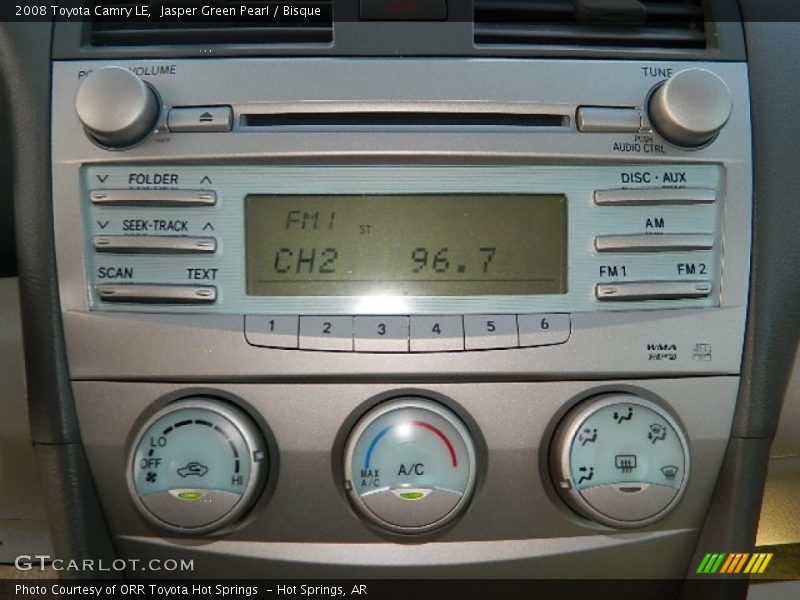 2008 Toyota Camry LE, Jasper Green Pearl / Bisque
VOLUME
TUNE
PUSH
AUDIO CTRL
FOLDER
DISC · AUX
SEEK·TRACK
AM
SCAN TEXT
FM1 FM2
FM1 ST
CH2 96.7
1 2 3 4 5 6
WMA
MP3
LO
OFF
HI
MAX
A/C
A/C
GTCARLOT.COM
Photo Courtesy of ORR Toyota Hot Springs - Hot Springs, AR